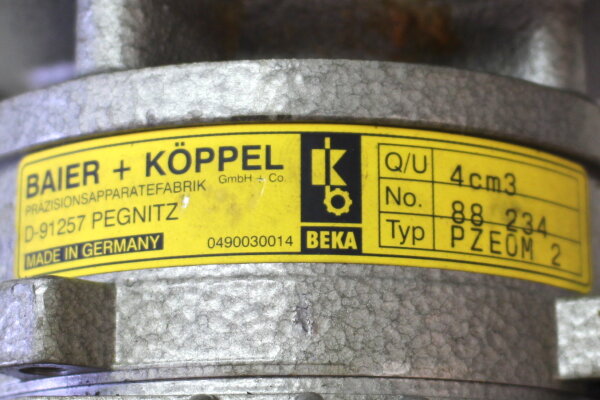 BAIER + KÖPPEL
GmbH + Co.
PRÄZISIONSAPPARATEFABRIK
D-91257 PEGNITZ
MADE IN GERMANY
0490030014
BEKA
Q/U 4cm3
No. 88 234
Typ PZEOM 2